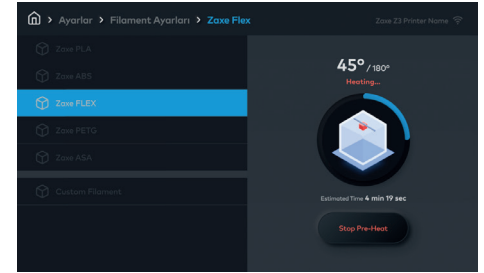 > Ayarlar > Filament Ayarları > Zaxe Flex
Zaxe Z3 Printer Name
Zaxe PLA
Zaxe ABS
Zaxe FLEX
Zaxe PETG
Zaxe ASA
Custom Filament
45° / 180°
Heating...
Estimated Time 4 min 19 sec
Stop Pre-Heat